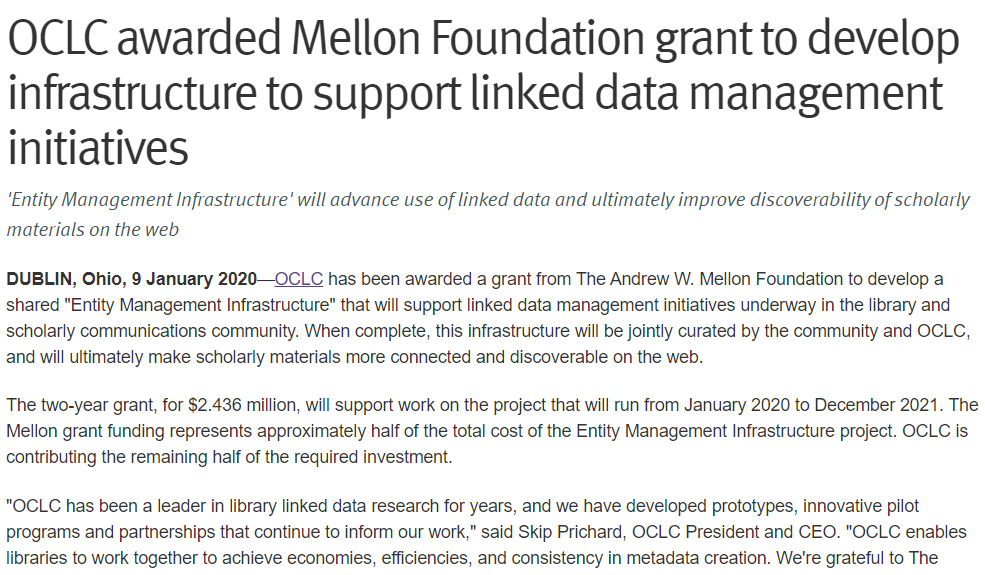 OCLC awarded Mellon Foundation grant to develop
infrastructure to support linked data management
initiatives
'Entity Management Infrastructure' will advance use of linked data and ultimately improve discoverability of scholarly
materials on the web
DUBLIN, Ohio, 9 January 2020—OCLC has been awarded a grant from The Andrew W. Mellon Foundation to develop a
shared "Entity Management Infrastructure" that will support linked data management initiatives underway in the library and
scholarly communications community. When complete, this infrastructure will be jointly curated by the community and OCLC,
and will ultimately make scholarly materials more connected and discoverable on the web.
The two-year grant, for $2.436 million, will support work on the project that will run from January 2020 to December 2021. The
Mellon grant funding represents approximately half of the total cost of the Entity Management Infrastructure project. OCLC is
contributing the remaining half of the required investment.
"OCLC has been a leader in library linked data research for years, and we have developed prototypes, innovative pilot
programs and partnerships that continue to inform our work," said Skip Prichard, OCLC President and CEO. "OCLC enables
libraries to work together to achieve economies, efficiencies, and consistency in metadata creation. We're grateful to The